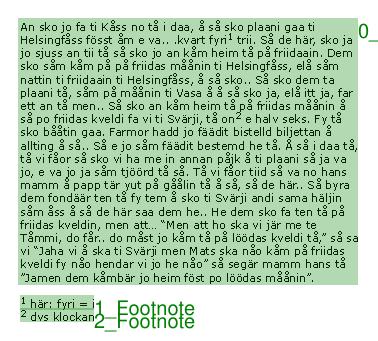 An sko jo fa ti Kåss no tå i daa, å så sko plaani gaa ti
Helsingfåss fösst åm e va.. .kvart fyri¹ trii. Så de här, sko ja
jo sjuss an tii tå så sko jo an kåm heim tå på friidaain. Dem
sko såm kåm på på friidas måånin ti Helsingfåss, elå såm
nattin ti friidaain ti Helsingfåss, å så sko.. Så sko dem ta
plaani tå, såm på måånin ti Vasa å å så sko ja, elå itt ja, far
ett an tå men.. Så sko an kåm heim tå på friidas måånin å
så po friidas kveldi fa vi ti Svärji, tå on² e halv seks. Fy tå
sko bååtin gaa. Farmor hadd jo fäädit bistelld biljettan å
allting å så.. Så e jo såm fäädit bestemd he tå. Å så i daa tå,
tå vi fåor så sko vi ha me in annan påjk å ti plaani så ja va
jo, e va jo ja såm tjöörd tå så. Tå vi fåor tiid så va no hans
mamm å papp tär yut på gåålin tå å så, så de här.. Så byra
dem fondäär ten tå fy tem å sko ti Svärji andi sama häljin
såm åss å så de här saa dem he.. He dem sko fa ten tå på
friidas kveldin, men att… “Men att ho ska vi jär me te
Tåmmi, do får.. do måst jo kåm tå på löödas kveldi tå,” så sa
vi “Jaha vi å ska ti Svärji men Mats ska nåo kåm på friidas
kveldi fy nåo hendar vi jo he nåo” så segär mamm hans tå
”Jamen dem kåmbär jo heim föst po löödas måånin”.
¹ här: fyri = i
² dvs klockan
0_
1_Footnote
2_Footnote